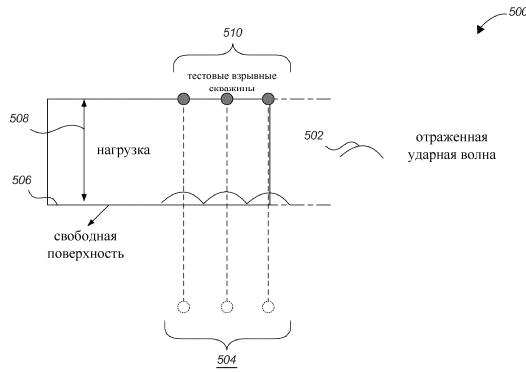 500
510
тестовые взрывные
скважины
508
нагрузка
502
отраженная
ударная волна
506
свободная
поверхность
504